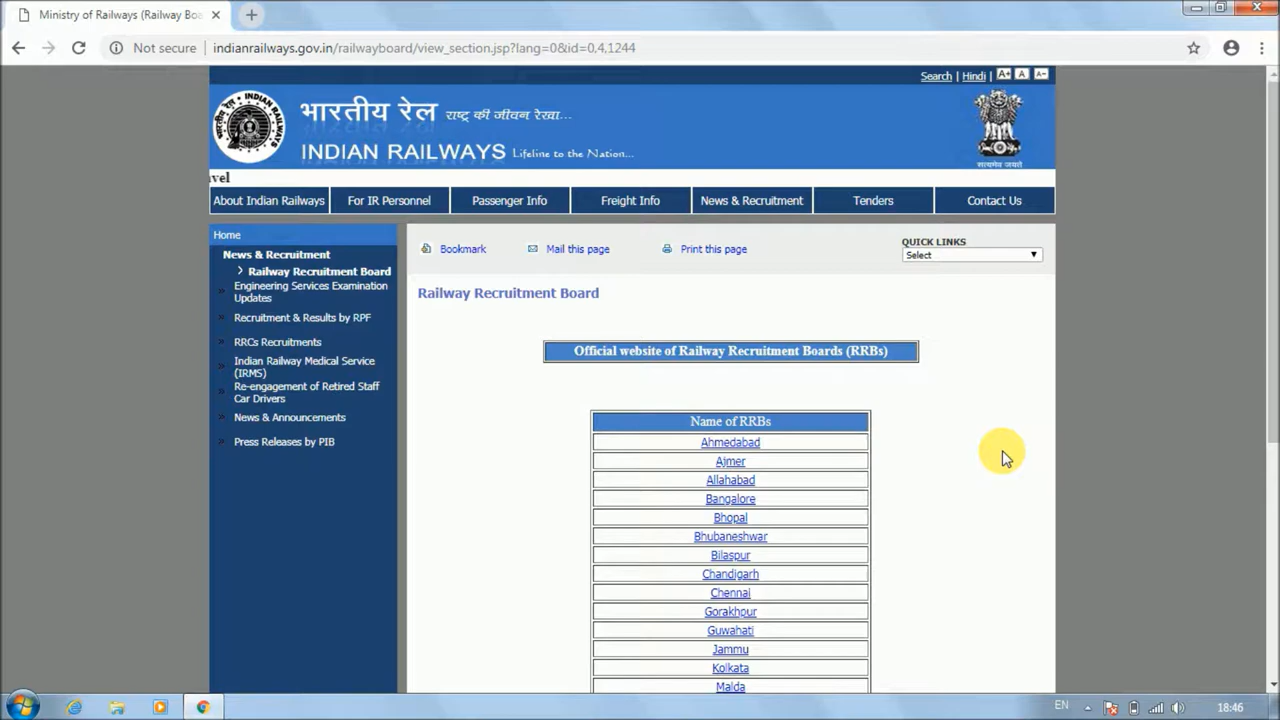 Ministry of Railways (Railway Boa
Not secure
indianrailways.gov.in/railwayboard/view_section.jsp?lang=0&id=0,4,1244
Search | Hindi | A+ A A-
INDIAN RAILWAYS
भारतीय रेल राष्ट्र की जीवन रेखा...
INDIAN RAILWAYS Lifeline to the Nation...
सत्यमेव जयते
avel
About Indian Railways
For IR Personnel
Passenger Info
Freight Info
News & Recruitment
Tenders
Contact Us
Home
News & Recruitment
Railway Recruitment Board
Engineering Services Examination
Updates
Recruitment & Results by RPF
RRCs Recruitments
Indian Railway Medical Service
(IRMS)
Re-engagement of Retired Staff
Car Drivers
News & Announcements
Press Releases by PIB
Bookmark
Mail this page
Print this page
QUICK LINKS
Select
Railway Recruitment Board
Official website of Railway Recruitment Boards (RRBs)
Name of RRBs
Ahmedabad
Ajmer
Allahabad
Bangalore
Bhopal
Bhubaneshwar
Bilaspur
Chandigarh
Chennai
Gorakhpur
Guwahati
Jammu
Kolkata
Malda
EN
18:46